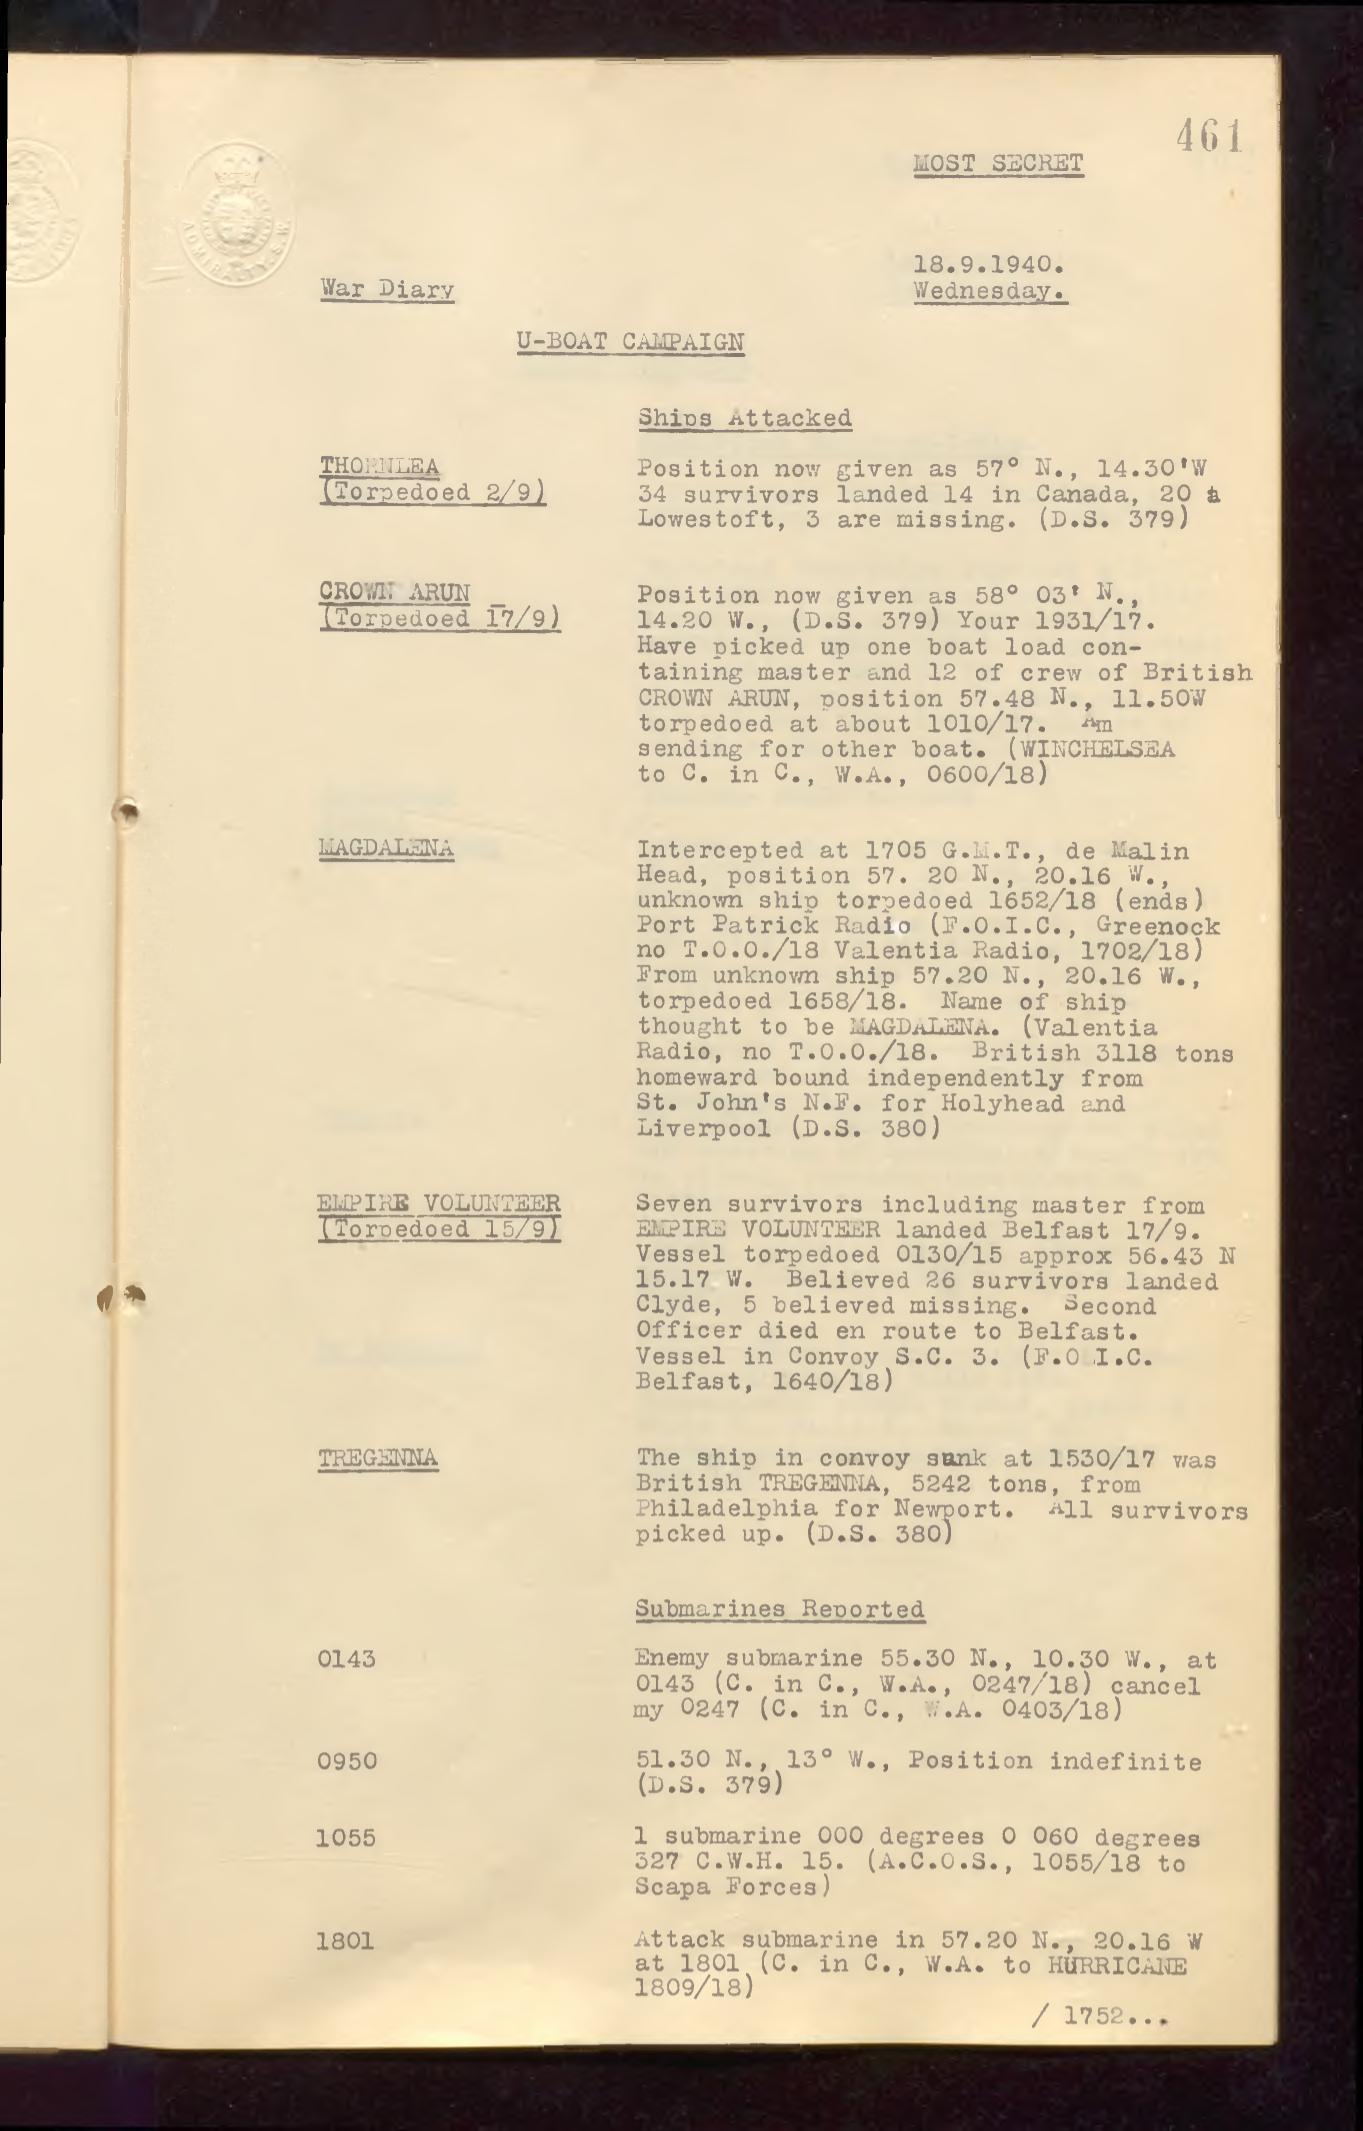 461
MOST SECRET
ADMIRALTY.S.W.
18.9.1940.
War Diary
Wednesday.
U-BOAT CAMPAIGN
Ships Attacked
THORNLEA
(Torpedoed 2/9)
Position now given as 57° N., 14.30'W
34 survivors landed 14 in Canada, 20 a
Lowestoft, 3 are missing. (D.S. 379)
CROWN ARUN
(Torpedoed 17/9)
Position now given as 58° 03' N.,
14.20 W., (D.S. 379) Your 1931/17.
Have picked up one boat load con-
taining master and 12 of crew of British
CROWN ARUN, position 57.48 N., 11.50W
torpedoed at about 1010/17. Am
sending for other boat. (WINCHELSEA
to C. in C., W.A., 0600/18)
MAGDALENA
Intercepted at 1705 G.M.T., de Malin
Head, position 57. 20 N., 20.16 W.,
unknown ship torpedoed 1652/18 (ends)
Port Patrick Radio (F.O.I.C., Greenock
no T.O.O./18 Valentia Radio, 1702/18)
From unknown ship 57.20 N., 20.16 W.,
torpedoed 1658/18. Name of ship
thought to be MAGDALENA. (Valentia
Radio, no T.O.O./18. British 3118 tons
homeward bound independently from
St. John's N.F. for Holyhead and
Liverpool (D.S. 380)
EMPIRE VOLUNTEER
(Torpedoed 15/9)
Seven survivors including master from
EMPIRE VOLUNTEER landed Belfast 17/9.
Vessel torpedoed 0130/15 approx 56.43 N
15.17 W. Believed 26 survivors landed
Clyde, 5 believed missing. Second
Officer died en route to Belfast.
Vessel in Convoy S.C. 3. (F.O.I.C.
Belfast, 1640/18)
TREGENNA
The ship in convoy sunk at 1530/17 was
British TREGENNA, 5242 tons, from
Philadelphia for Newport. All survivors
picked up. (D.S. 380)
Submarines Reported
0143
Enemy submarine 55.30 N., 10.30 W., at
0143 (C. in C., W.A., 0247/18) cancel
my 0247 (C. in C., W.A. 0403/18)
0950
51.30 N., 13° W., Position indefinite
(D.S. 379)
1055
1 submarine 000 degrees 0 060 degrees
327 C.W.H. 15. (A.C.O.S., 1055/18 to
Scapa Forces)
1801
Attack submarine in 57.20 N., 20.16 W
at 1801 (C. in C., W.A. to HURRICANE
1809/18)
/ 1752...